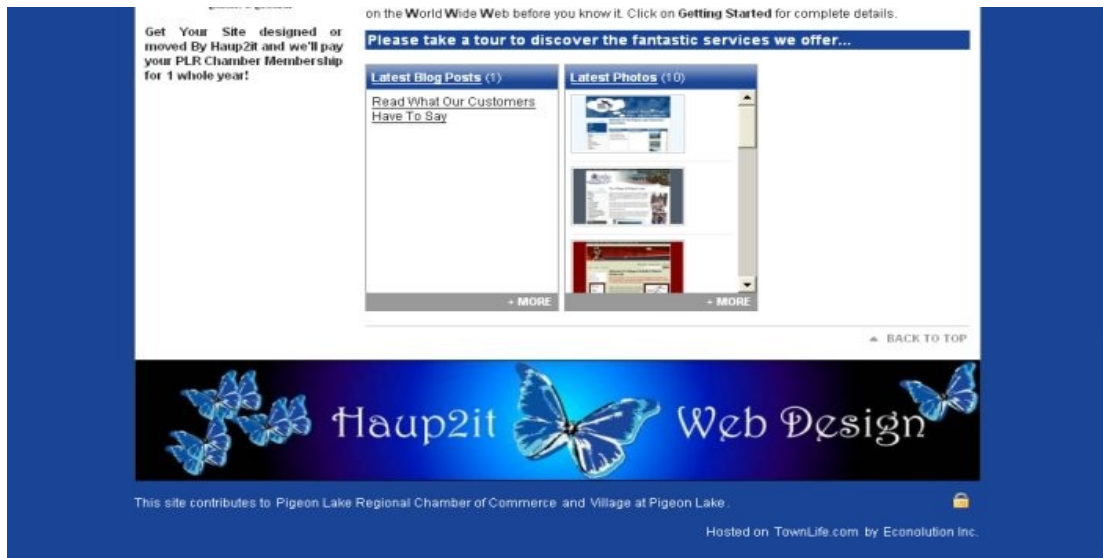 on the World Wide Web before you know it. Click on Getting Started for complete details.
Get Your Site designed or
moved By Haup2it and we'll pay
your PLR Chamber Membership
for 1 whole year!
Please take a tour to discover the fantastic services we offer...
Latest Blog Posts (1)
Read What Our Customers
Have To Say
+ MORE
Latest Photos (10)
+ MORE
BACK TO TOP
Haup2it Web Design
This site contributes to Pigeon Lake Regional Chamber of Commerce and Village at Pigeon Lake.
Hosted on TownLife.com by Econolution Inc.